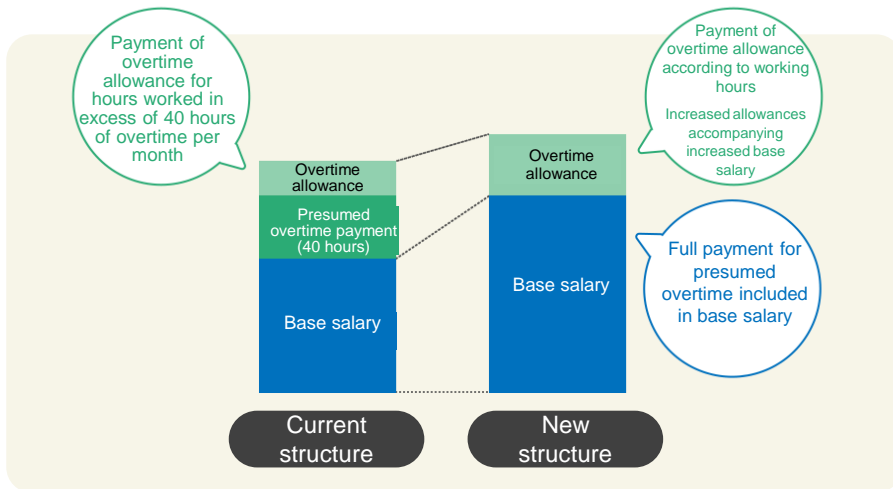 Payment of
overtime
allowance for
hours worked in
excess of 40 hours
of overtime per
month
Payment of
overtime allowance
according to working
hours
Increased allowances
accompanying
increased base
salary
Overtime
allowance
Presumed
overtime payment
(40 hours)
Base salary
Overtime
allowance
Base salary
Full payment for
presumed
overtime included
in base salary
Current
structure
New
structure